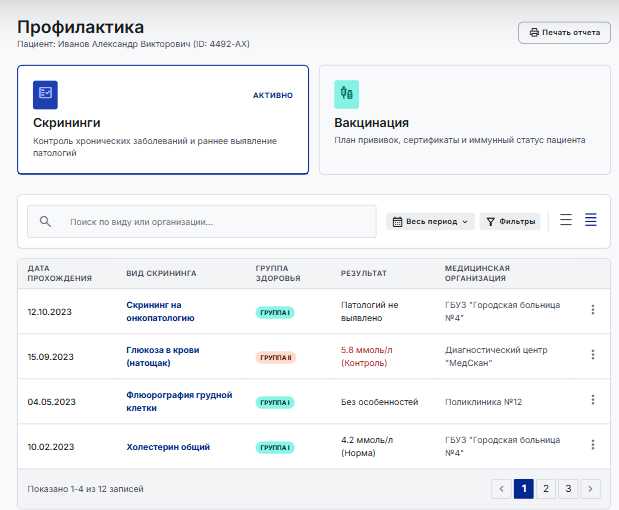 Профилактика
Пациент: Иванов Александр Викторович (ID: 4492-AX)
Печать отчета
АКТИВНО
Скрининги
Контроль хронических заболеваний и раннее выявление
патологий
Вакцинация
План прививок, сертификаты и иммунный статус пациента
Поиск по виду или организации...
Весь период
Фильтры
ДАТА
ПРОХОЖДЕНИЯ
ВИД СКРИНИНГА
ГРУППА
ЗДОРОВЬЯ
РЕЗУЛЬТАТ
МЕДИЦИНСКАЯ
ОРГАНИЗАЦИЯ
12.10.2023
Скрининг на
онкопатологию
ГРУППА I
Патологий не
выявлено
ГБУЗ "Городская больница
№4"
15.09.2023
Глюкоза в крови
(натощак)
ГРУППА II
5.8 ммоль/л
(Контроль)
Диагностический центр
"МедСкан"
04.05.2023
Флюорография грудной
клетки
ГРУППА I
Без особенностей
Поликлиника №12
10.02.2023
Холестерин общий
ГРУППА I
4.2 ммоль/л
(Норма)
ГБУЗ "Городская больница
№4"
Показано 1-4 из 12 записей
1
2
3